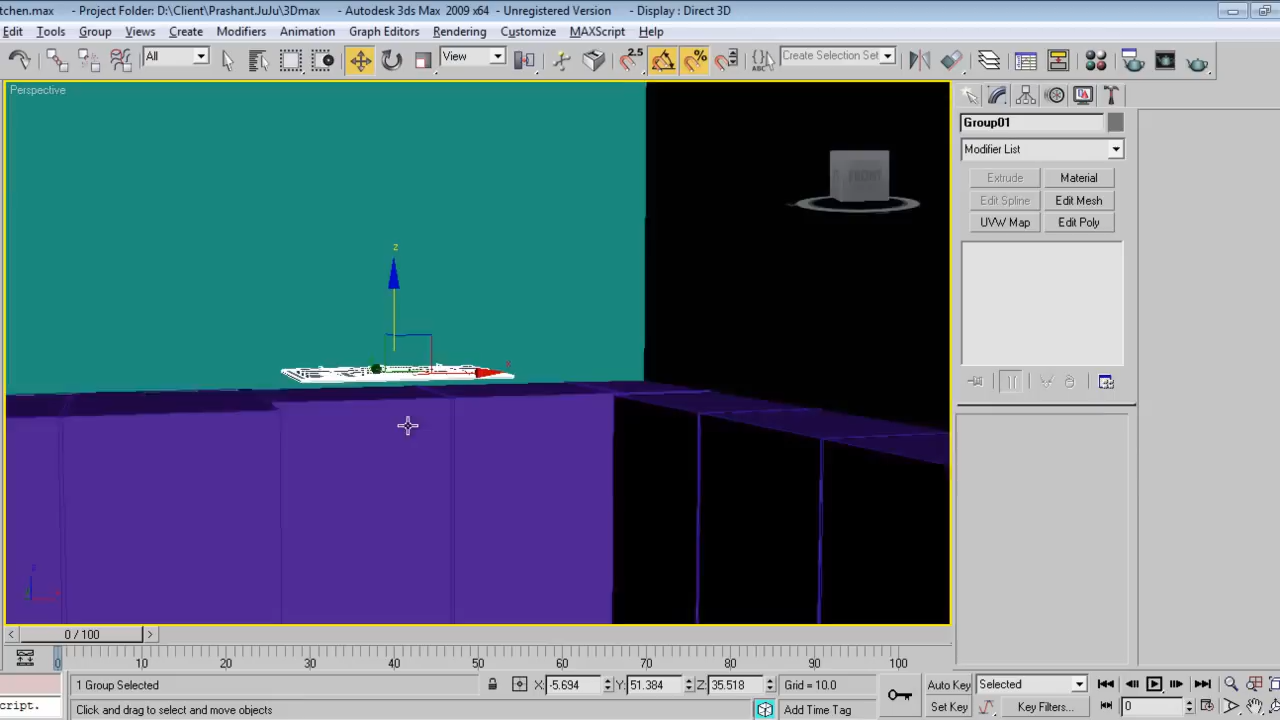 tchen.max - Project Folder: D:\Client\Prashant.JuJu\3Dmax - Autodesk 3ds Max 2009 x64 - Unregistered Version - Display : Direct 3D
Edit Tools Group Views Create Modifiers Animation Graph Editors Rendering Customize MAXScript Help
All View 2.5 % ABC Create Selection Set
Perspective
FRONT
Group01
Modifier List
Extrude Material
Edit Spline Edit Mesh
UVW Map Edit Poly
z
x
z
0 / 100
0 10 20 30 40 50 60 70 80 90 100
1 Group Selected X: -5.694 Y: 51.384 Z: 35.518 Grid = 10.0 Auto Key Selected
cript. Click and drag to select and move objects Add Time Tag Set Key Key Filters... 0